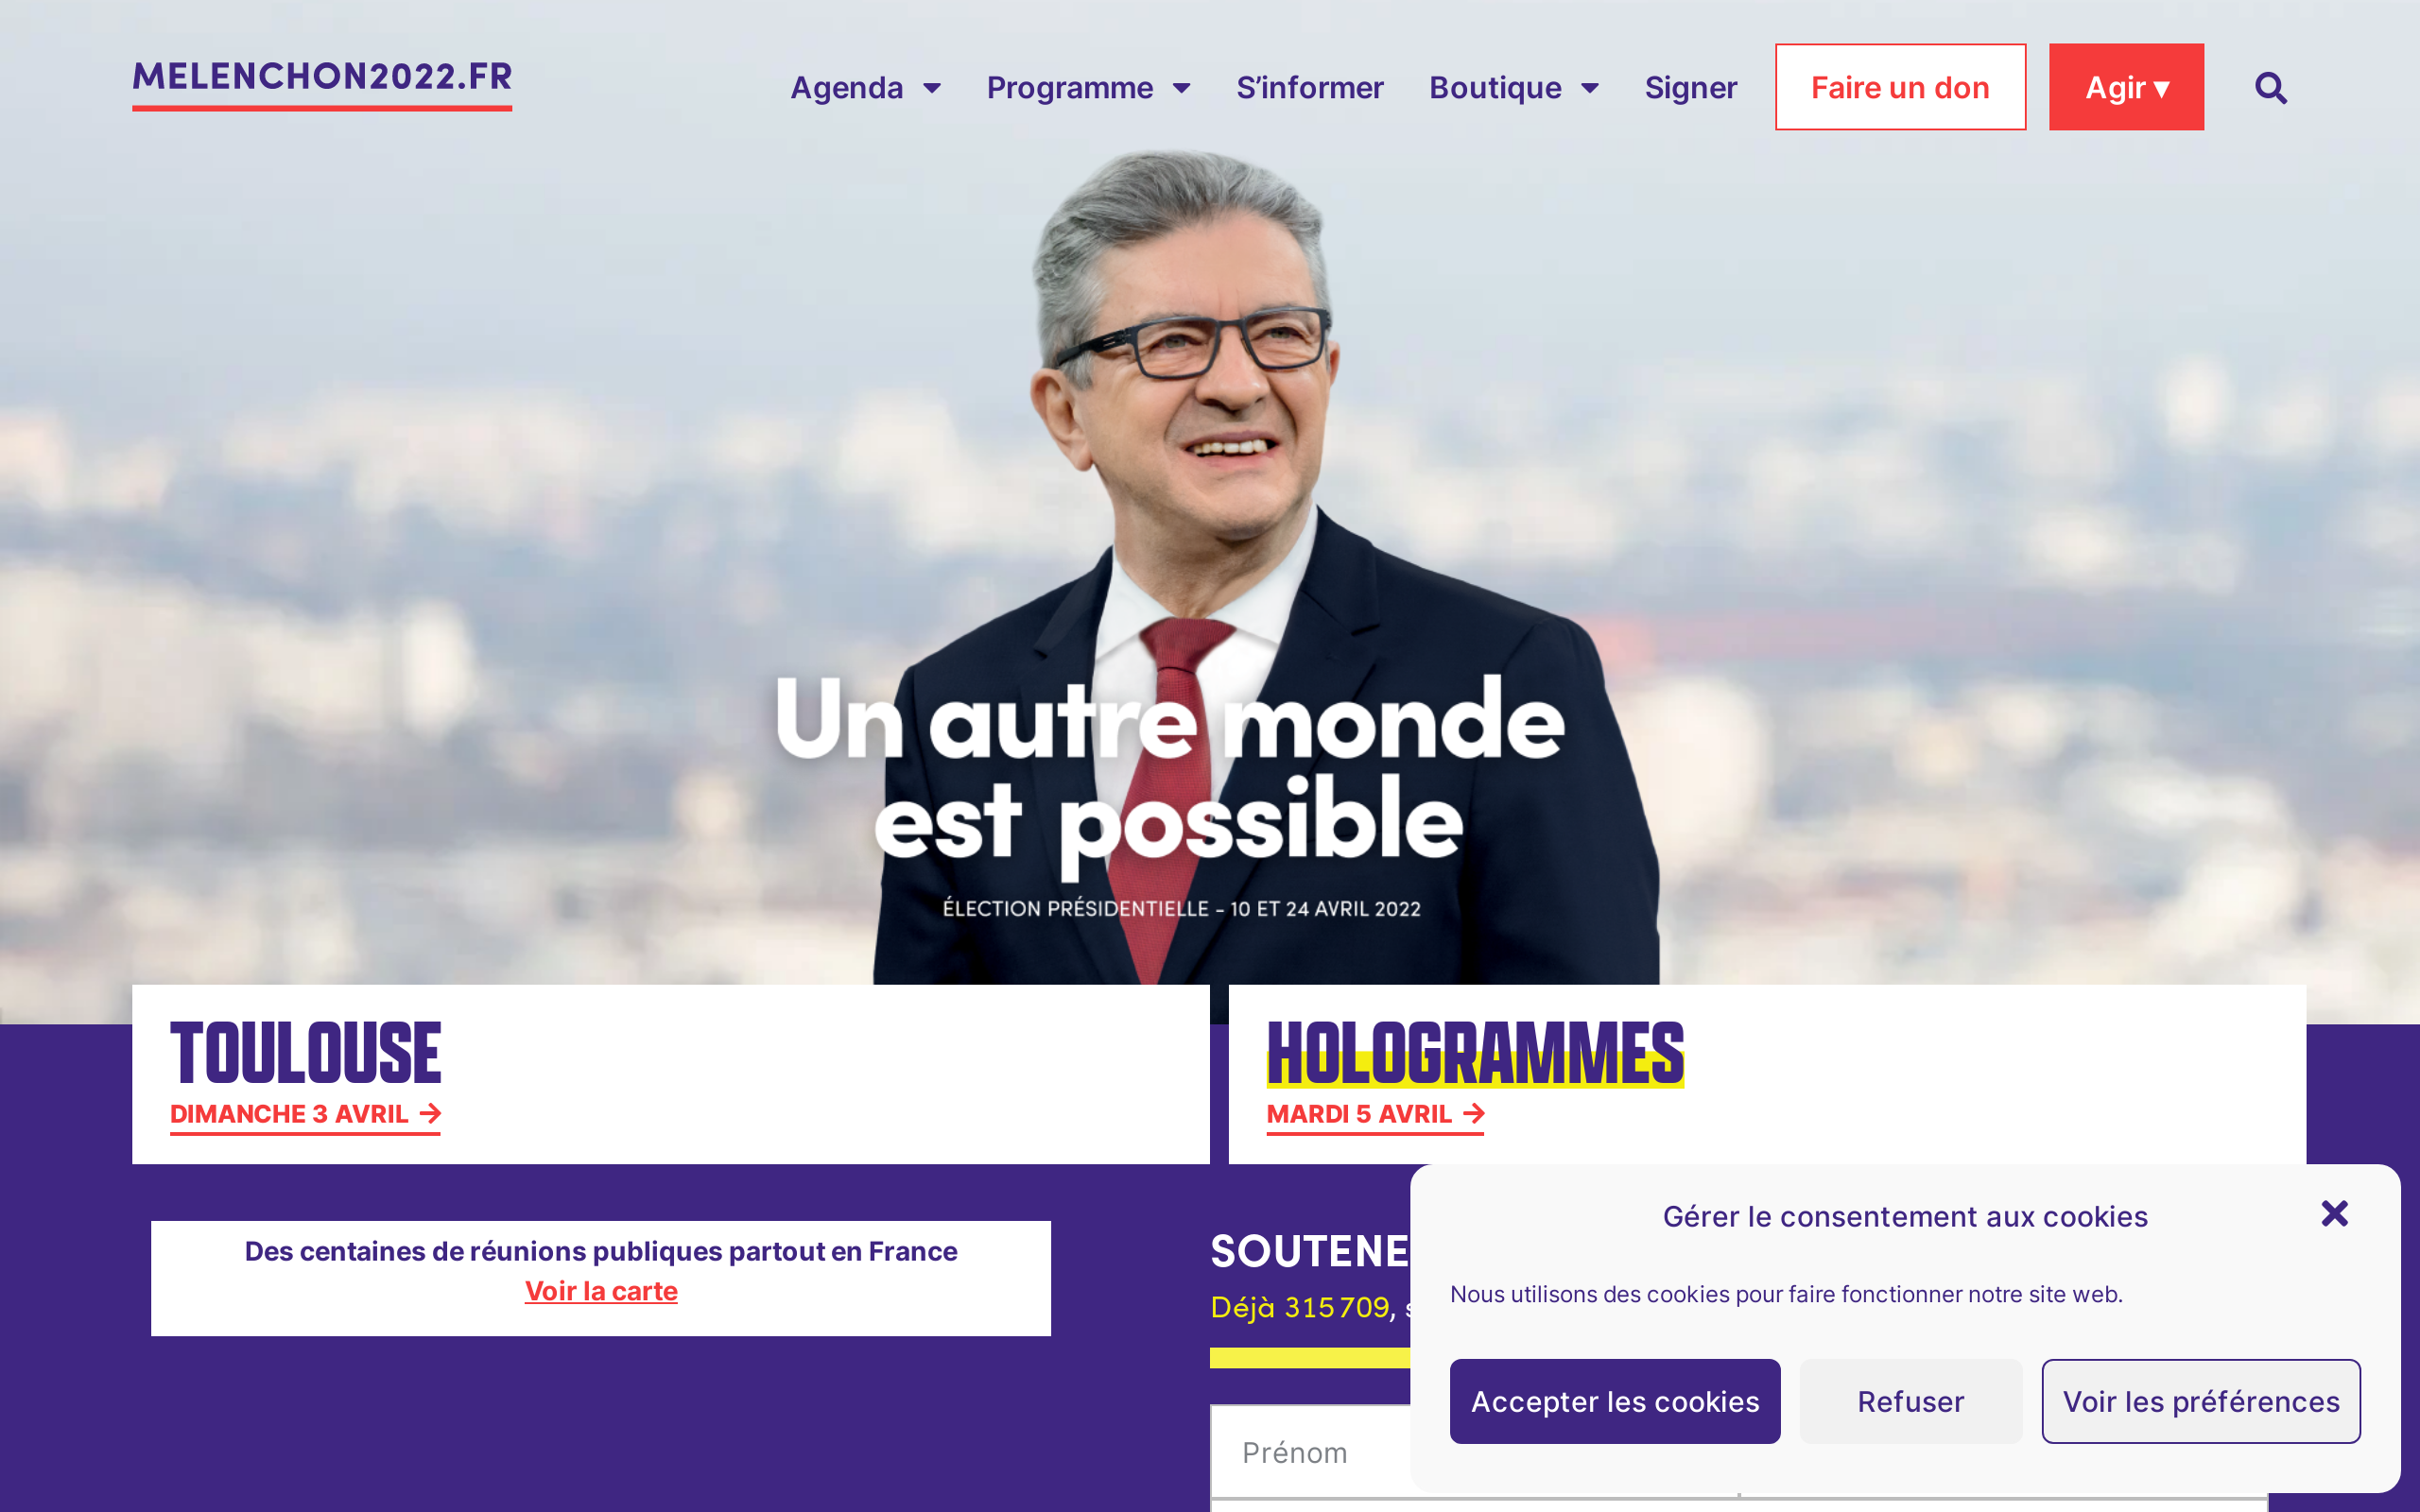 MELENCHON2022.FR
Agenda
Programme
S’informer
Boutique
Signer
Faire un don
Agir ▾
Un autre monde
est possible
ÉLECTION PRÉSIDENTIELLE - 10 ET 24 AVRIL 2022
TOULOUSE
DIMANCHE 3 AVRIL →
HOLOGRAMMES
MARDI 5 AVRIL →
Des centaines de réunions publiques partout en France
Voir la carte
SOUTENE
Déjà 315 709,
Prénom
Gérer le consentement aux cookies
Nous utilisons des cookies pour faire fonctionner notre site web.
Accepter les cookies
Refuser
Voir les préférences